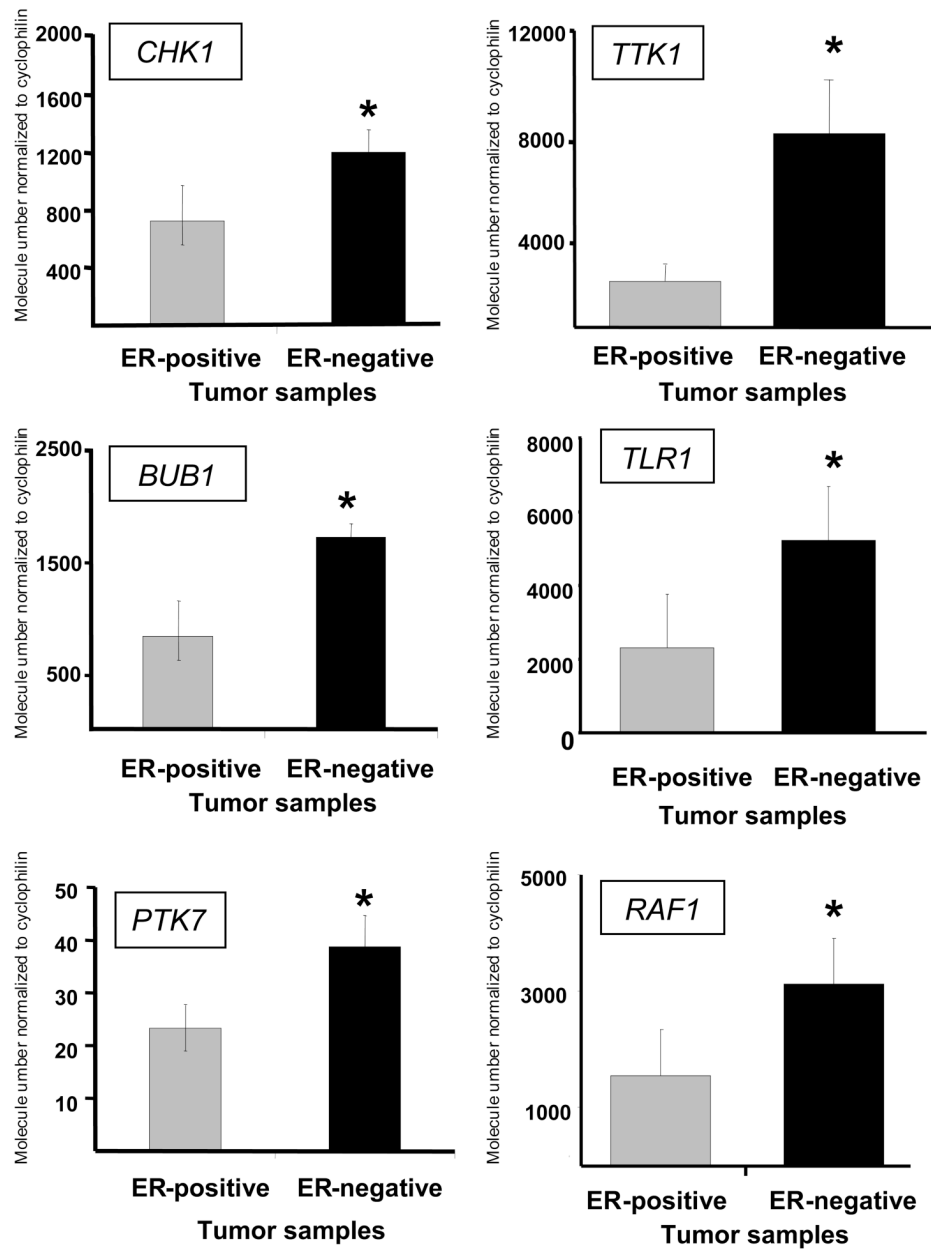 Molecule umber normalized to cyclophilin
2000
1600
1200
800
400
CHK1
*
ER-positive ER-negative
Tumor samples
Molecule umber normalized to cyclophilin
12000
8000
4000
TTK1
*
ER-positive ER-negative
Tumor samples
Molecule umber normalized to cyclophilin
2500
1500
500
BUB1
*
ER-positive ER-negative
Tumor samples
Molecule umber normalized to cyclophilin
8000
6000
4000
2000
0
TLR1
*
ER-positive ER-negative
Tumor samples
Molecule umber normalized to cyclophilin
50
40
30
20
10
PTK7
*
ER-positive ER-negative
Tumor samples
Molecule umber normalized to cyclophilin
5000
3000
1000
RAF1
*
ER-positive ER-negative
Tumor samples